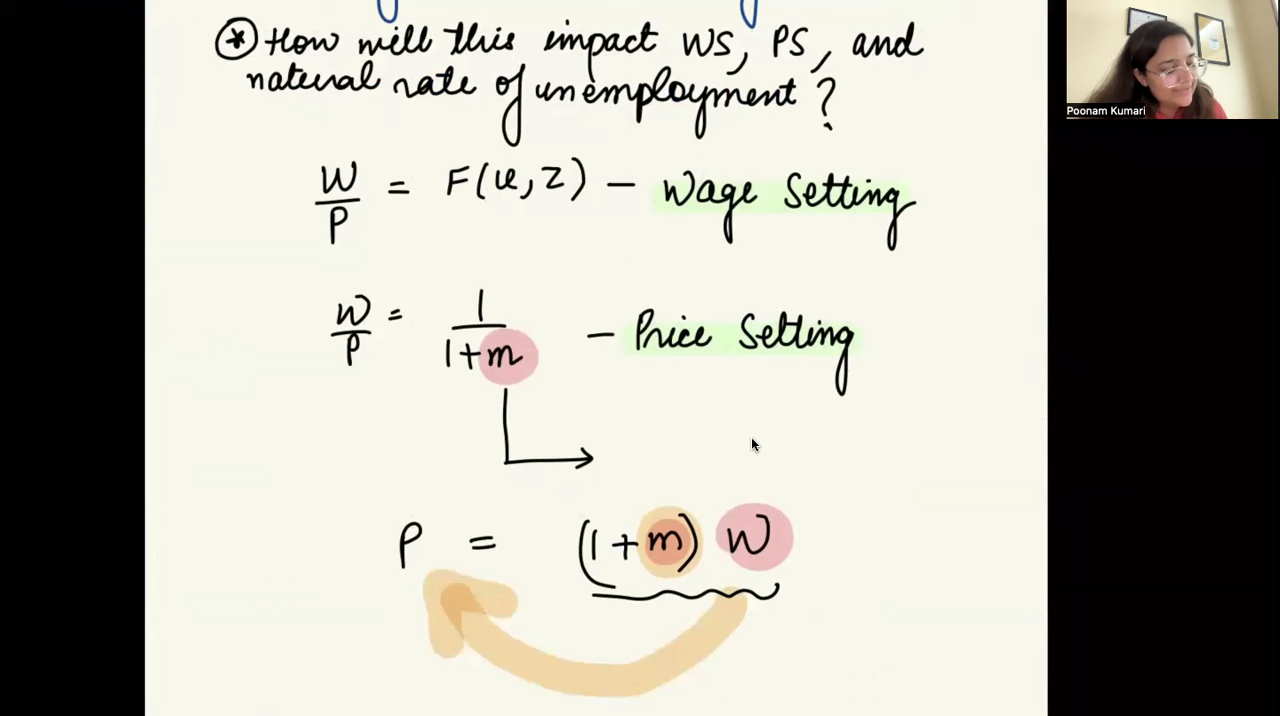 * How will this impact WS, PS, and
natural rate of unemployment?
W/P = F(u, z) - Wage Setting
W/P = 1/1+m - Price Setting
P = (1+m) W
Poonam Kumari